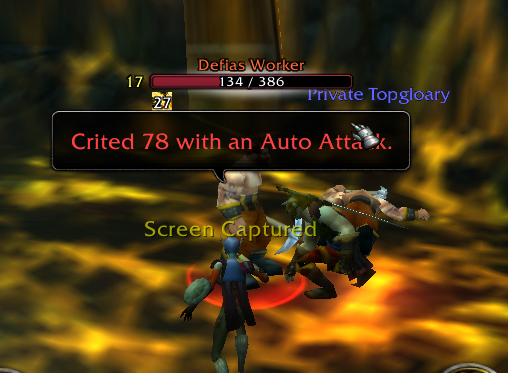 Defias Worker
17
134 / 386
27
Private Topgloary
Crited 78 with an Auto Attack.
Screen Captured